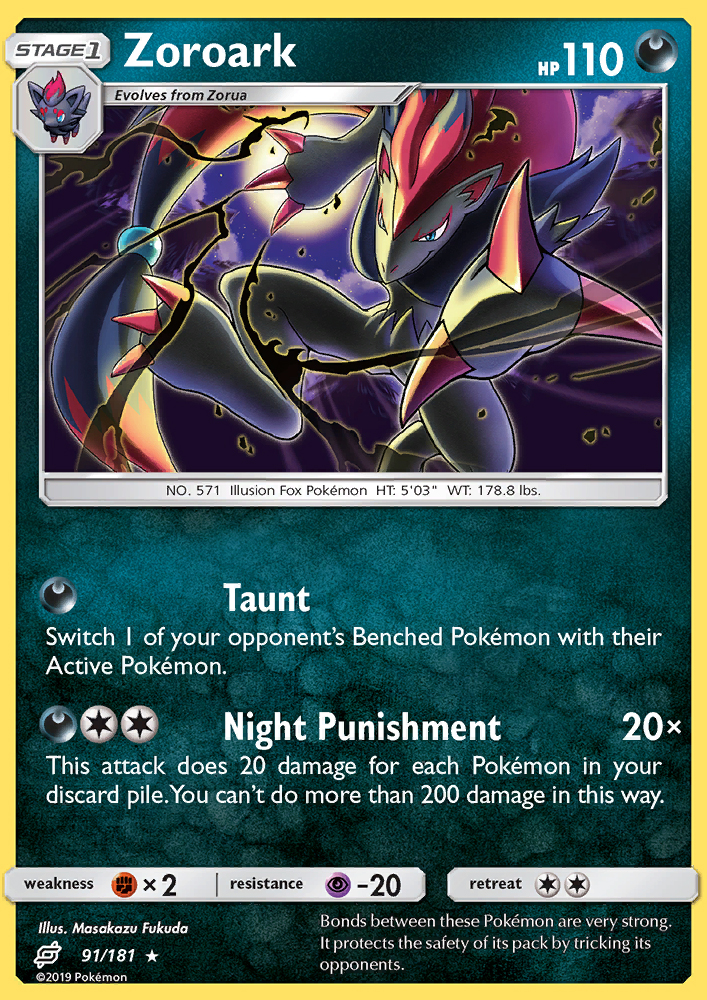 STAGE1
Zoroark
HP110
Evolves from Zorua
NO. 571 Illusion Fox Pokémon HT: 5'03" WT: 178.8 lbs.
Taunt
Switch 1 of your opponent's Benched Pokémon with their
Active Pokémon.
Night Punishment 20×
This attack does 20 damage for each Pokémon in your
discard pile. You can't do more than 200 damage in this way.
weakness ×2 resistance -20 retreat
Illus. Masakazu Fukuda
91/181 ★
©2019 Pokémon
Bonds between these Pokémon are very strong.
It protects the safety of its pack by tricking its
opponents.